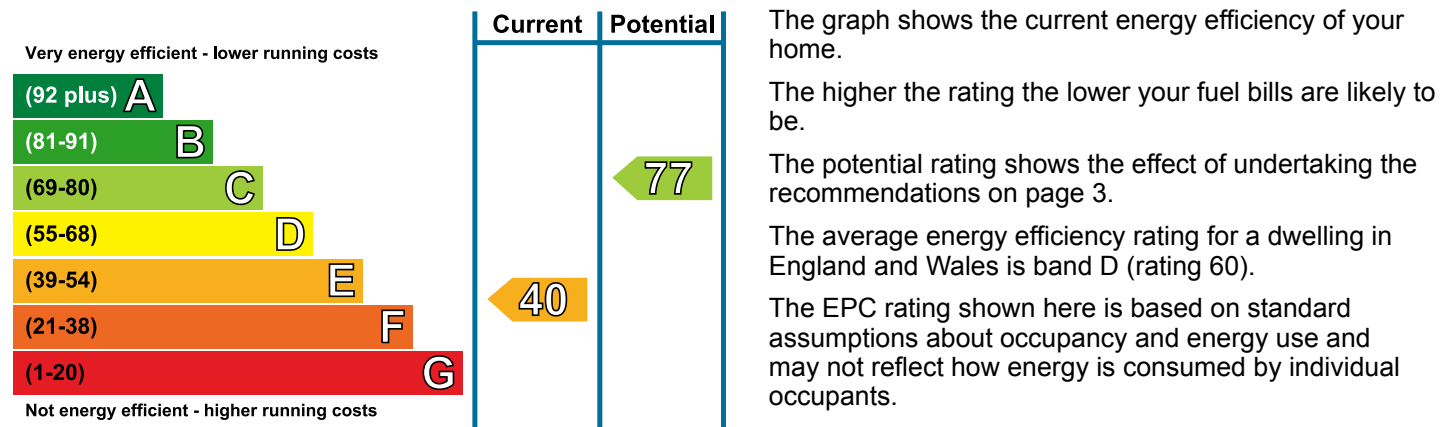 Current Potential
Very energy efficient - lower running costs
(92 plus) A
(81-91) B
(69-80) C
77
(55-68) D
(39-54) E
40
(21-38) F
(1-20) G
Not energy efficient - higher running costs
The graph shows the current energy efficiency of your
home.
The higher the rating the lower your fuel bills are likely to
be.
The potential rating shows the effect of undertaking the
recommendations on page 3.
The average energy efficiency rating for a dwelling in
England and Wales is band D (rating 60).
The EPC rating shown here is based on standard
assumptions about occupancy and energy use and
may not reflect how energy is consumed by individual
occupants.